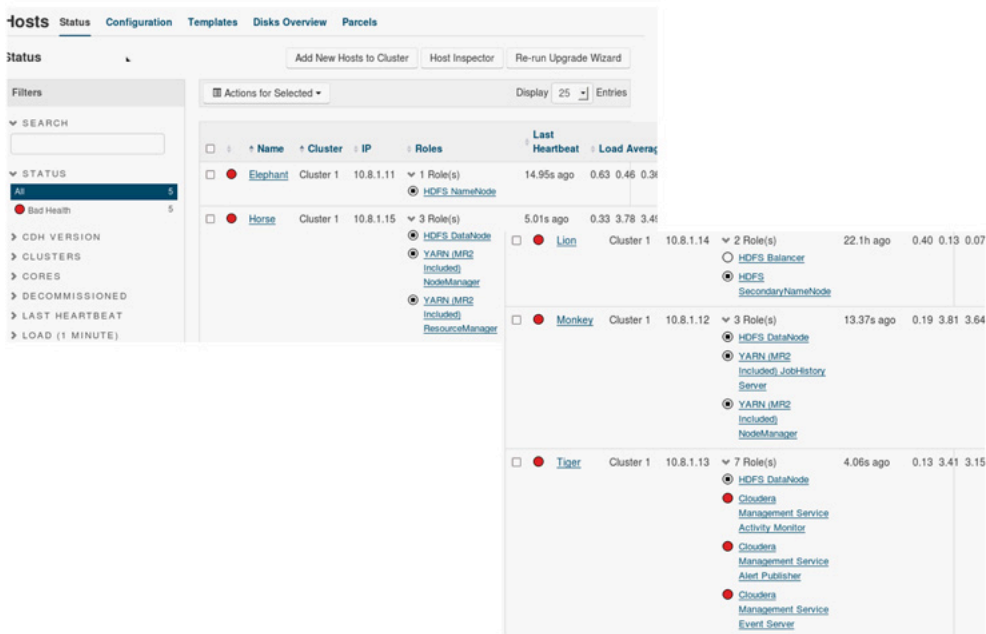 Hosts Status Configuration Templates Disks Overview Parcels
Status
Add New Hosts to Cluster Host Inspector Re-run Upgrade Wizard
Filters
Actions for Selected
Display 25 Entries
SEARCH
STATUS
All 5
Bad Health 5
CDH VERSION
CLUSTERS
CORES
DECOMMISSIONED
LAST HEARTBEAT
LOAD (1 MINUTE)
Name Cluster IP Roles Last
Heartbeat Load Averag
Elephant Cluster 1 10.8.1.11 1 Role(s) 14.95s ago 0.63 0.46 0.36
HDFS NameNode
Horse Cluster 1 10.8.1.15 3 Role(s) 5.01s ago 0.33 3.78 3.45
HDFS DataNode
YARN (MR2
Included)
NodeManager
YARN (MR2
Included)
ResourceManager
Lion Cluster 1 10.8.1.14 2 Role(s) 22.1h ago 0.40 0.13 0.07
HDFS Balancer
HDFS
SecondaryNameNode
Monkey Cluster 1 10.8.1.12 3 Role(s) 13.37s ago 0.19 3.81 3.64
HDFS DataNode
YARN (MR2
Included) JobHistory
Server
YARN (MR2
Included)
NodeManager
Tiger Cluster 1 10.8.1.13 7 Role(s) 4.06s ago 0.13 3.41 3.15
HDFS DataNode
Cloudera
Management Service
Activity Monitor
Cloudera
Management Service
Alert Publisher
Cloudera
Management Service
Event Server